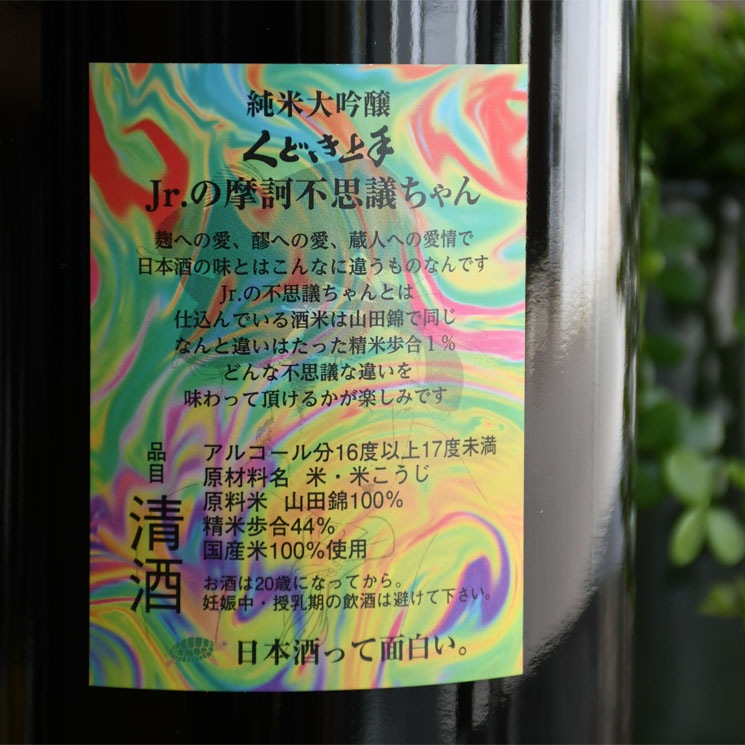 純米大吟醸
くどき上手
Jr.の摩訶不思議ちゃん
麹への愛、醪への愛、蔵人への愛情で
日本酒の味とはこんなに違うものなんです
Jr.の不思議ちゃんとは
仕込んでいる酒米は山田錦で同じ
なんと違いはたった精米歩合1％
どんな不思議な違いを
味わって頂けるかが楽しみです
品目
清酒
アルコール分16度以上17度未満
原材料名 米・米こうじ
原料米 山田錦100%
精米歩合44%
国産米100%使用
お酒は20歳になってから。
妊娠中・授乳期の飲酒は避けて下さい。
日本酒って面白い。